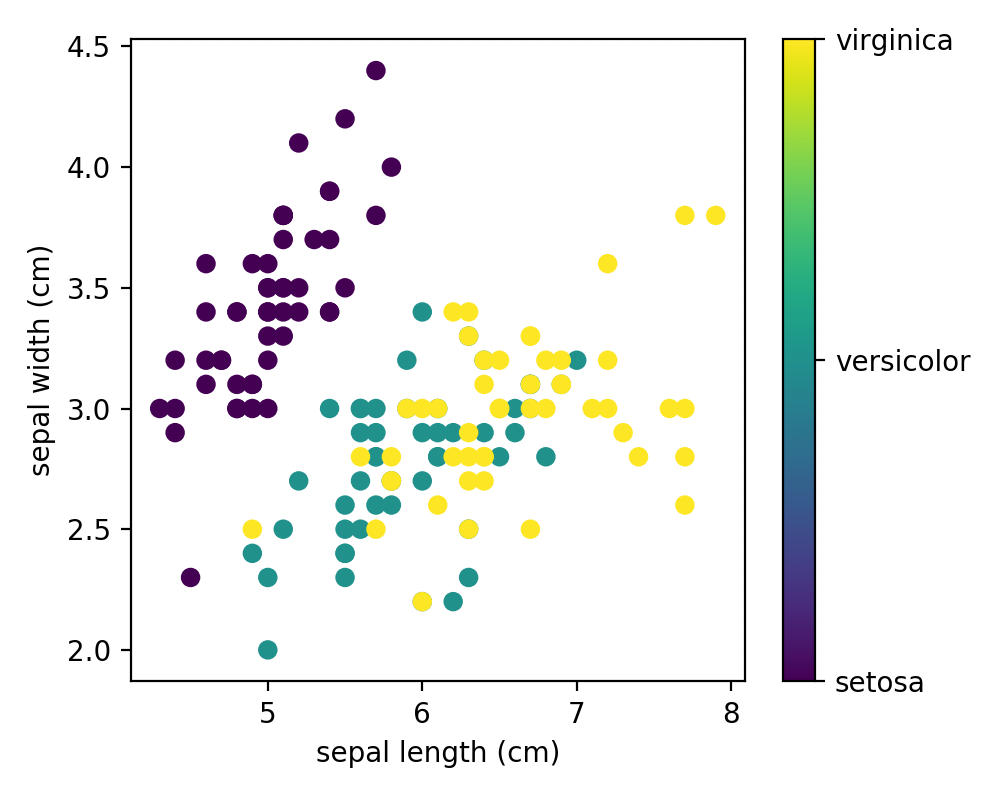 4.5
4.0
3.5
3.0
2.5
2.0
sepal width (cm)
5 6 7 8
sepal length (cm)
virginica
versicolor
setosa